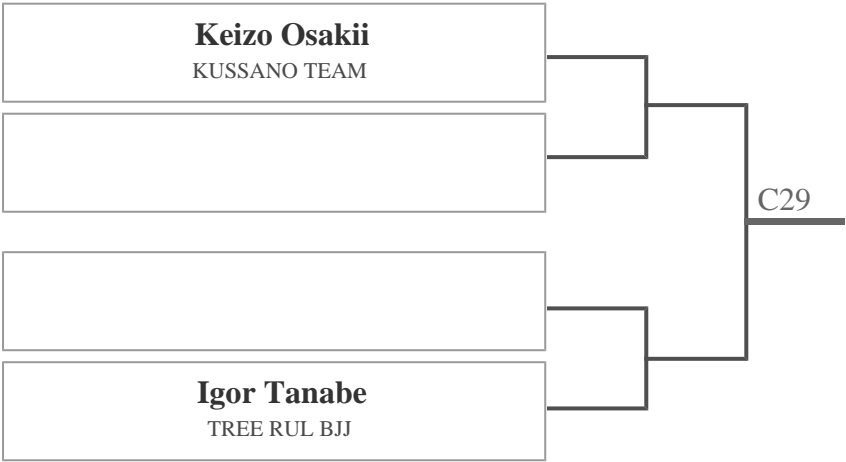 Keizo Osakii
KUSSANO TEAM
C29
Igor Tanabe
TREE RUL BJJ